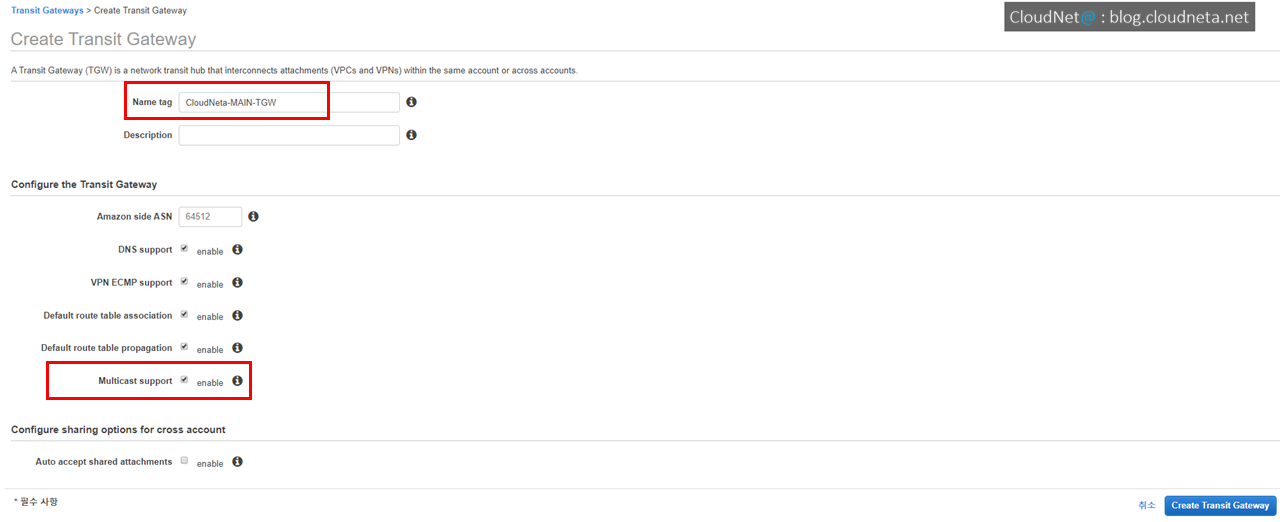 Transit Gateways > Create Transit Gateway
CloudNet@ : blog.cloudneta.net
Create Transit Gateway
A Transit Gateway (TGW) is a network transit hub that interconnects attachments (VPCs and VPNs) within the same account or across accounts.
Name tag CloudNeta-MAIN-TGW
Description
Configure the Transit Gateway
Amazon side ASN 64512
DNS support enable
VPN ECMP support enable
Default route table association enable
Default route table propagation enable
Multicast support enable
Configure sharing options for cross account
Auto accept shared attachments enable
* 필수 사항
취소 Create Transit Gateway